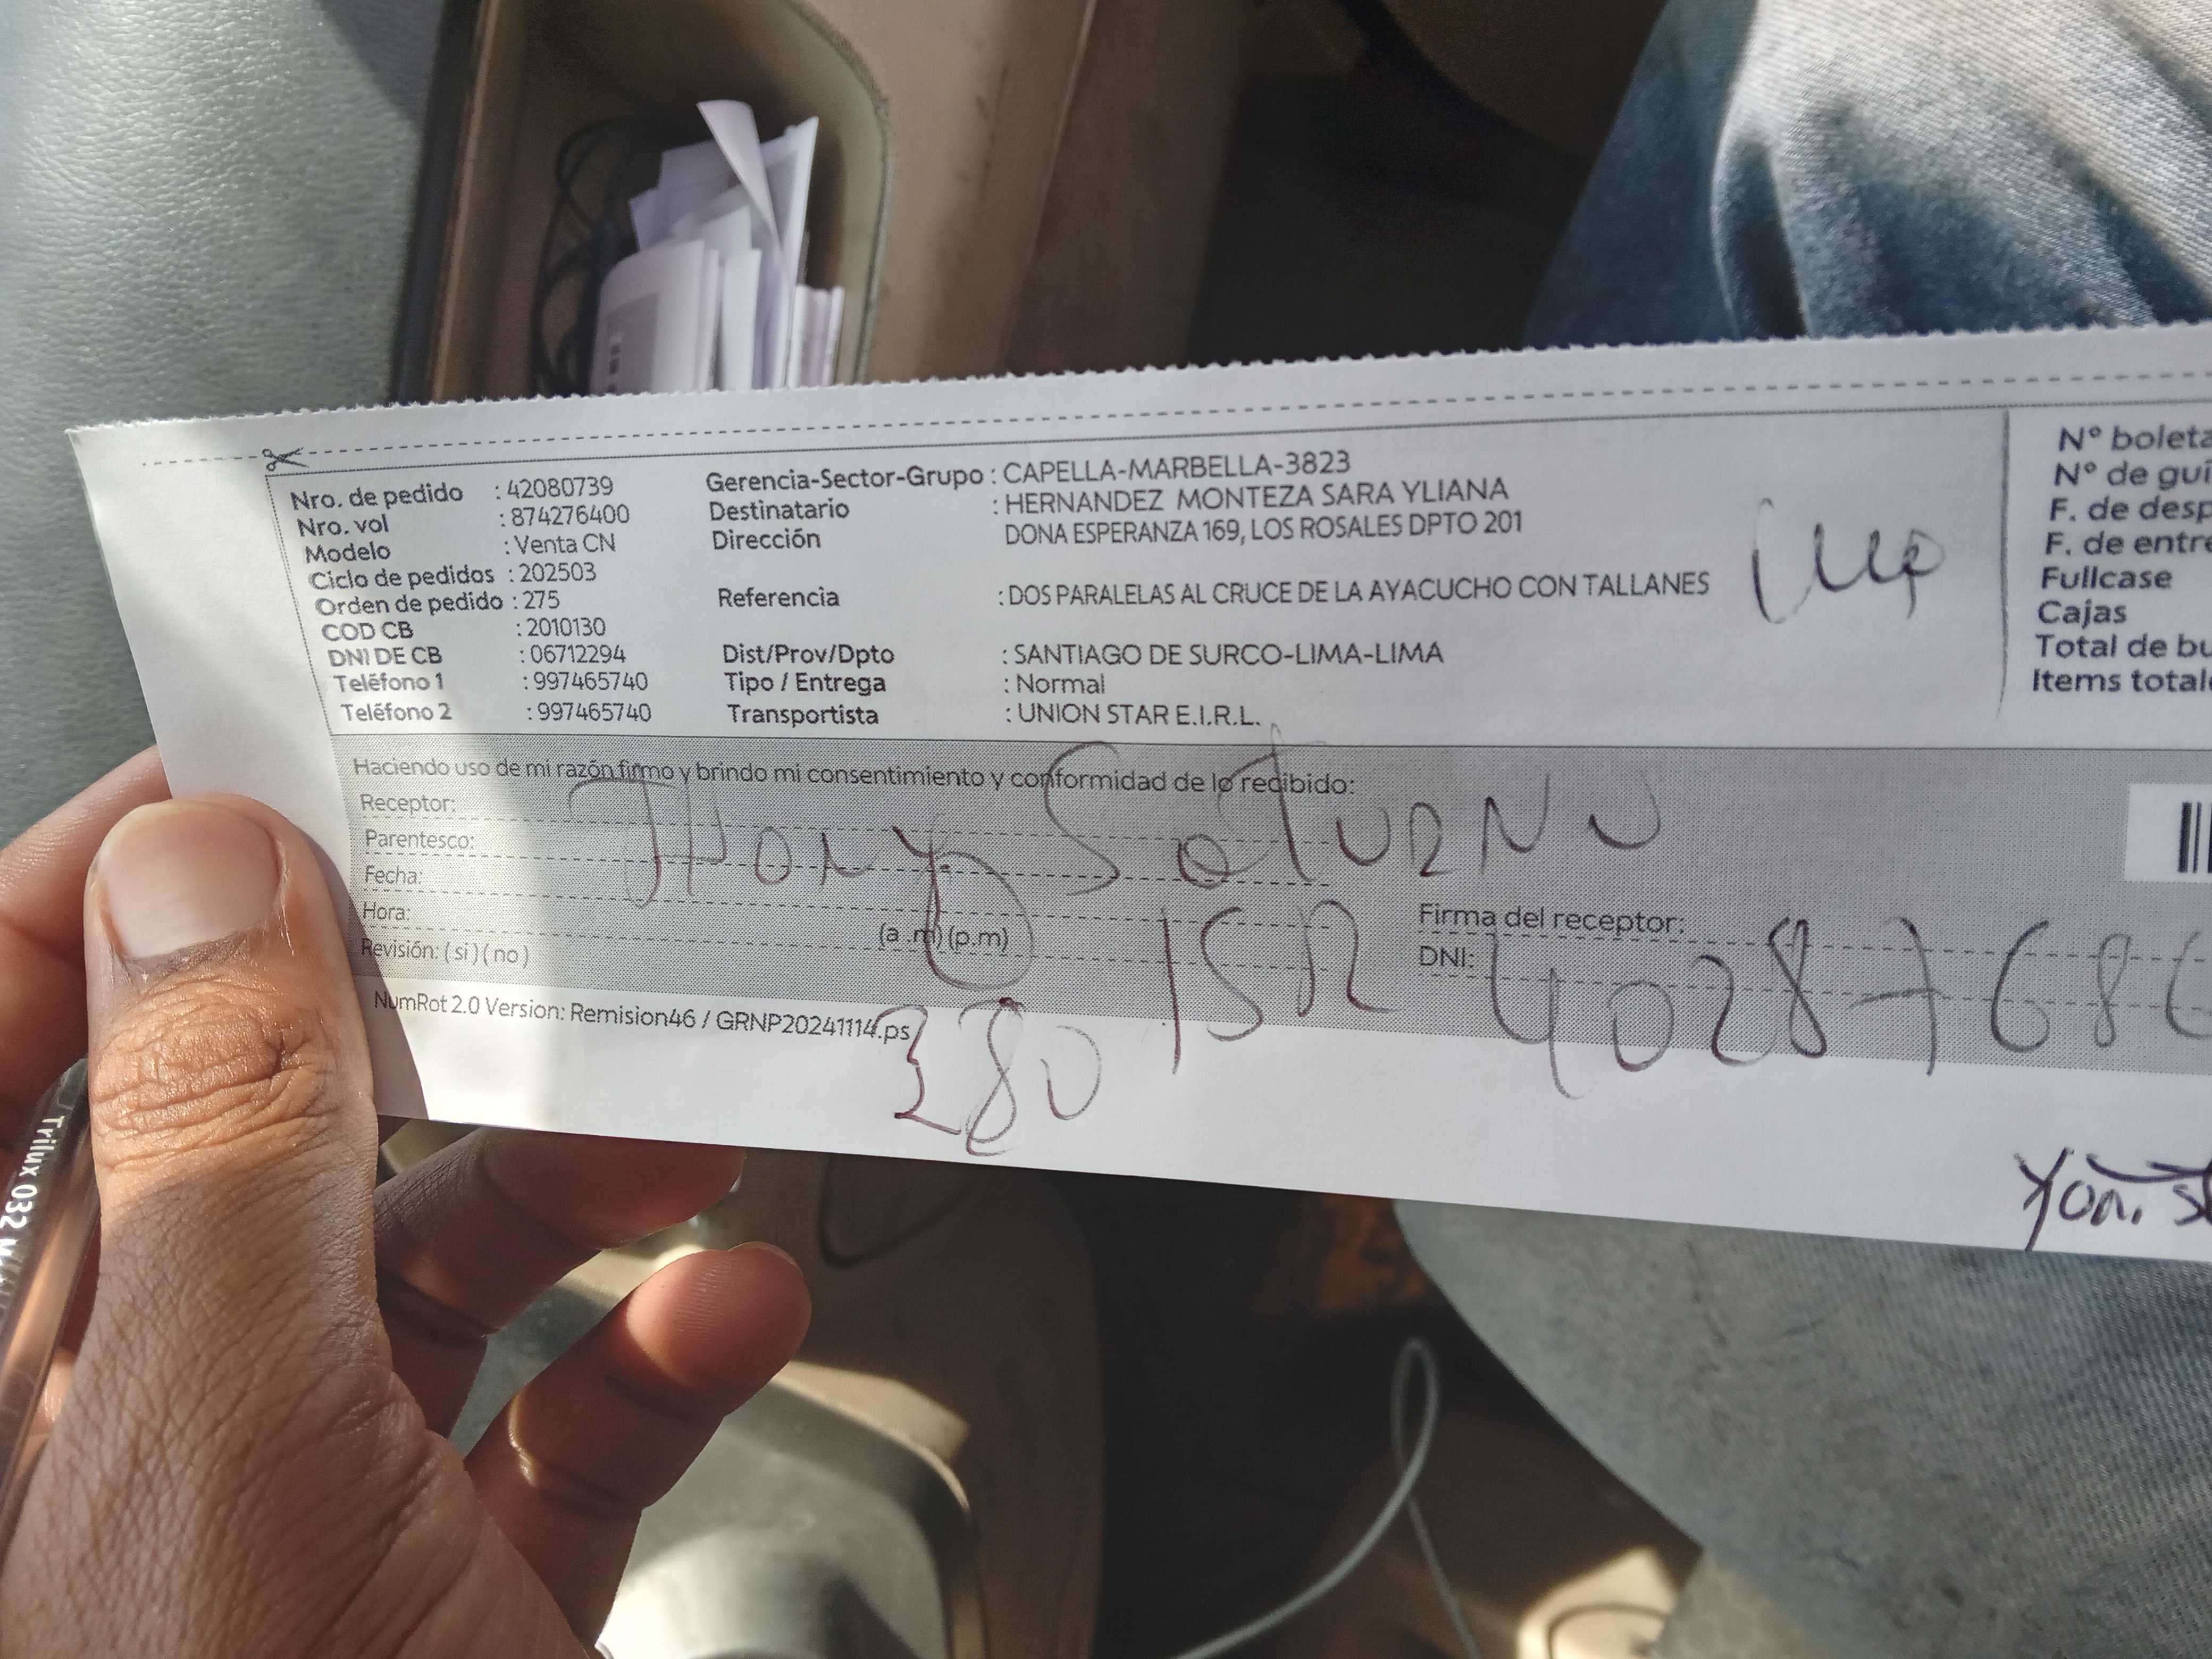 Nro. de pedido : 42080739
Nro. vol : 874276400
Modelo : Venta CN
Ciclo de pedidos : 202503
Orden de pedido : 275
COD CB : 2010130
DNI DE CB : 06712294
Teléfono 1 : 997465740
Teléfono 2 : 997465740
Gerencia-Sector-Grupo : CAPELLA-MARBELLA-3823
Destinatario : HERNANDEZ MONTEZA SARA YLIANA
Dirección DONA ESPERANZA 169, LOS ROSALES DPTO 201
Referencia : DOS PARALELAS AL CRUCE DE LA AYACUCHO CON TALLANES
Dist/Prov/Dpto : SANTIAGO DE SURCO-LIMA-LIMA
Tipo / Entrega : Normal
Transportista : UNION STAR E.I.R.L.
N° boleta
N° de gui
F. de desp
F. de entre
Fullcase
Cajas
Total de bu
Items totale
Haciendo uso de mi razón firmo y brindo mi consentimiento y conformidad de lo recibido:
Receptor:
Parentesco:
Fecha:
Hora: (a .m) (p.m)
Revisión: ( si ) ( no )
Firma del receptor:
DNI: 4028768
NumRot 2.0 Version: Remision46 / GRNP20241114.ps
280
Yon.
Trilux 032